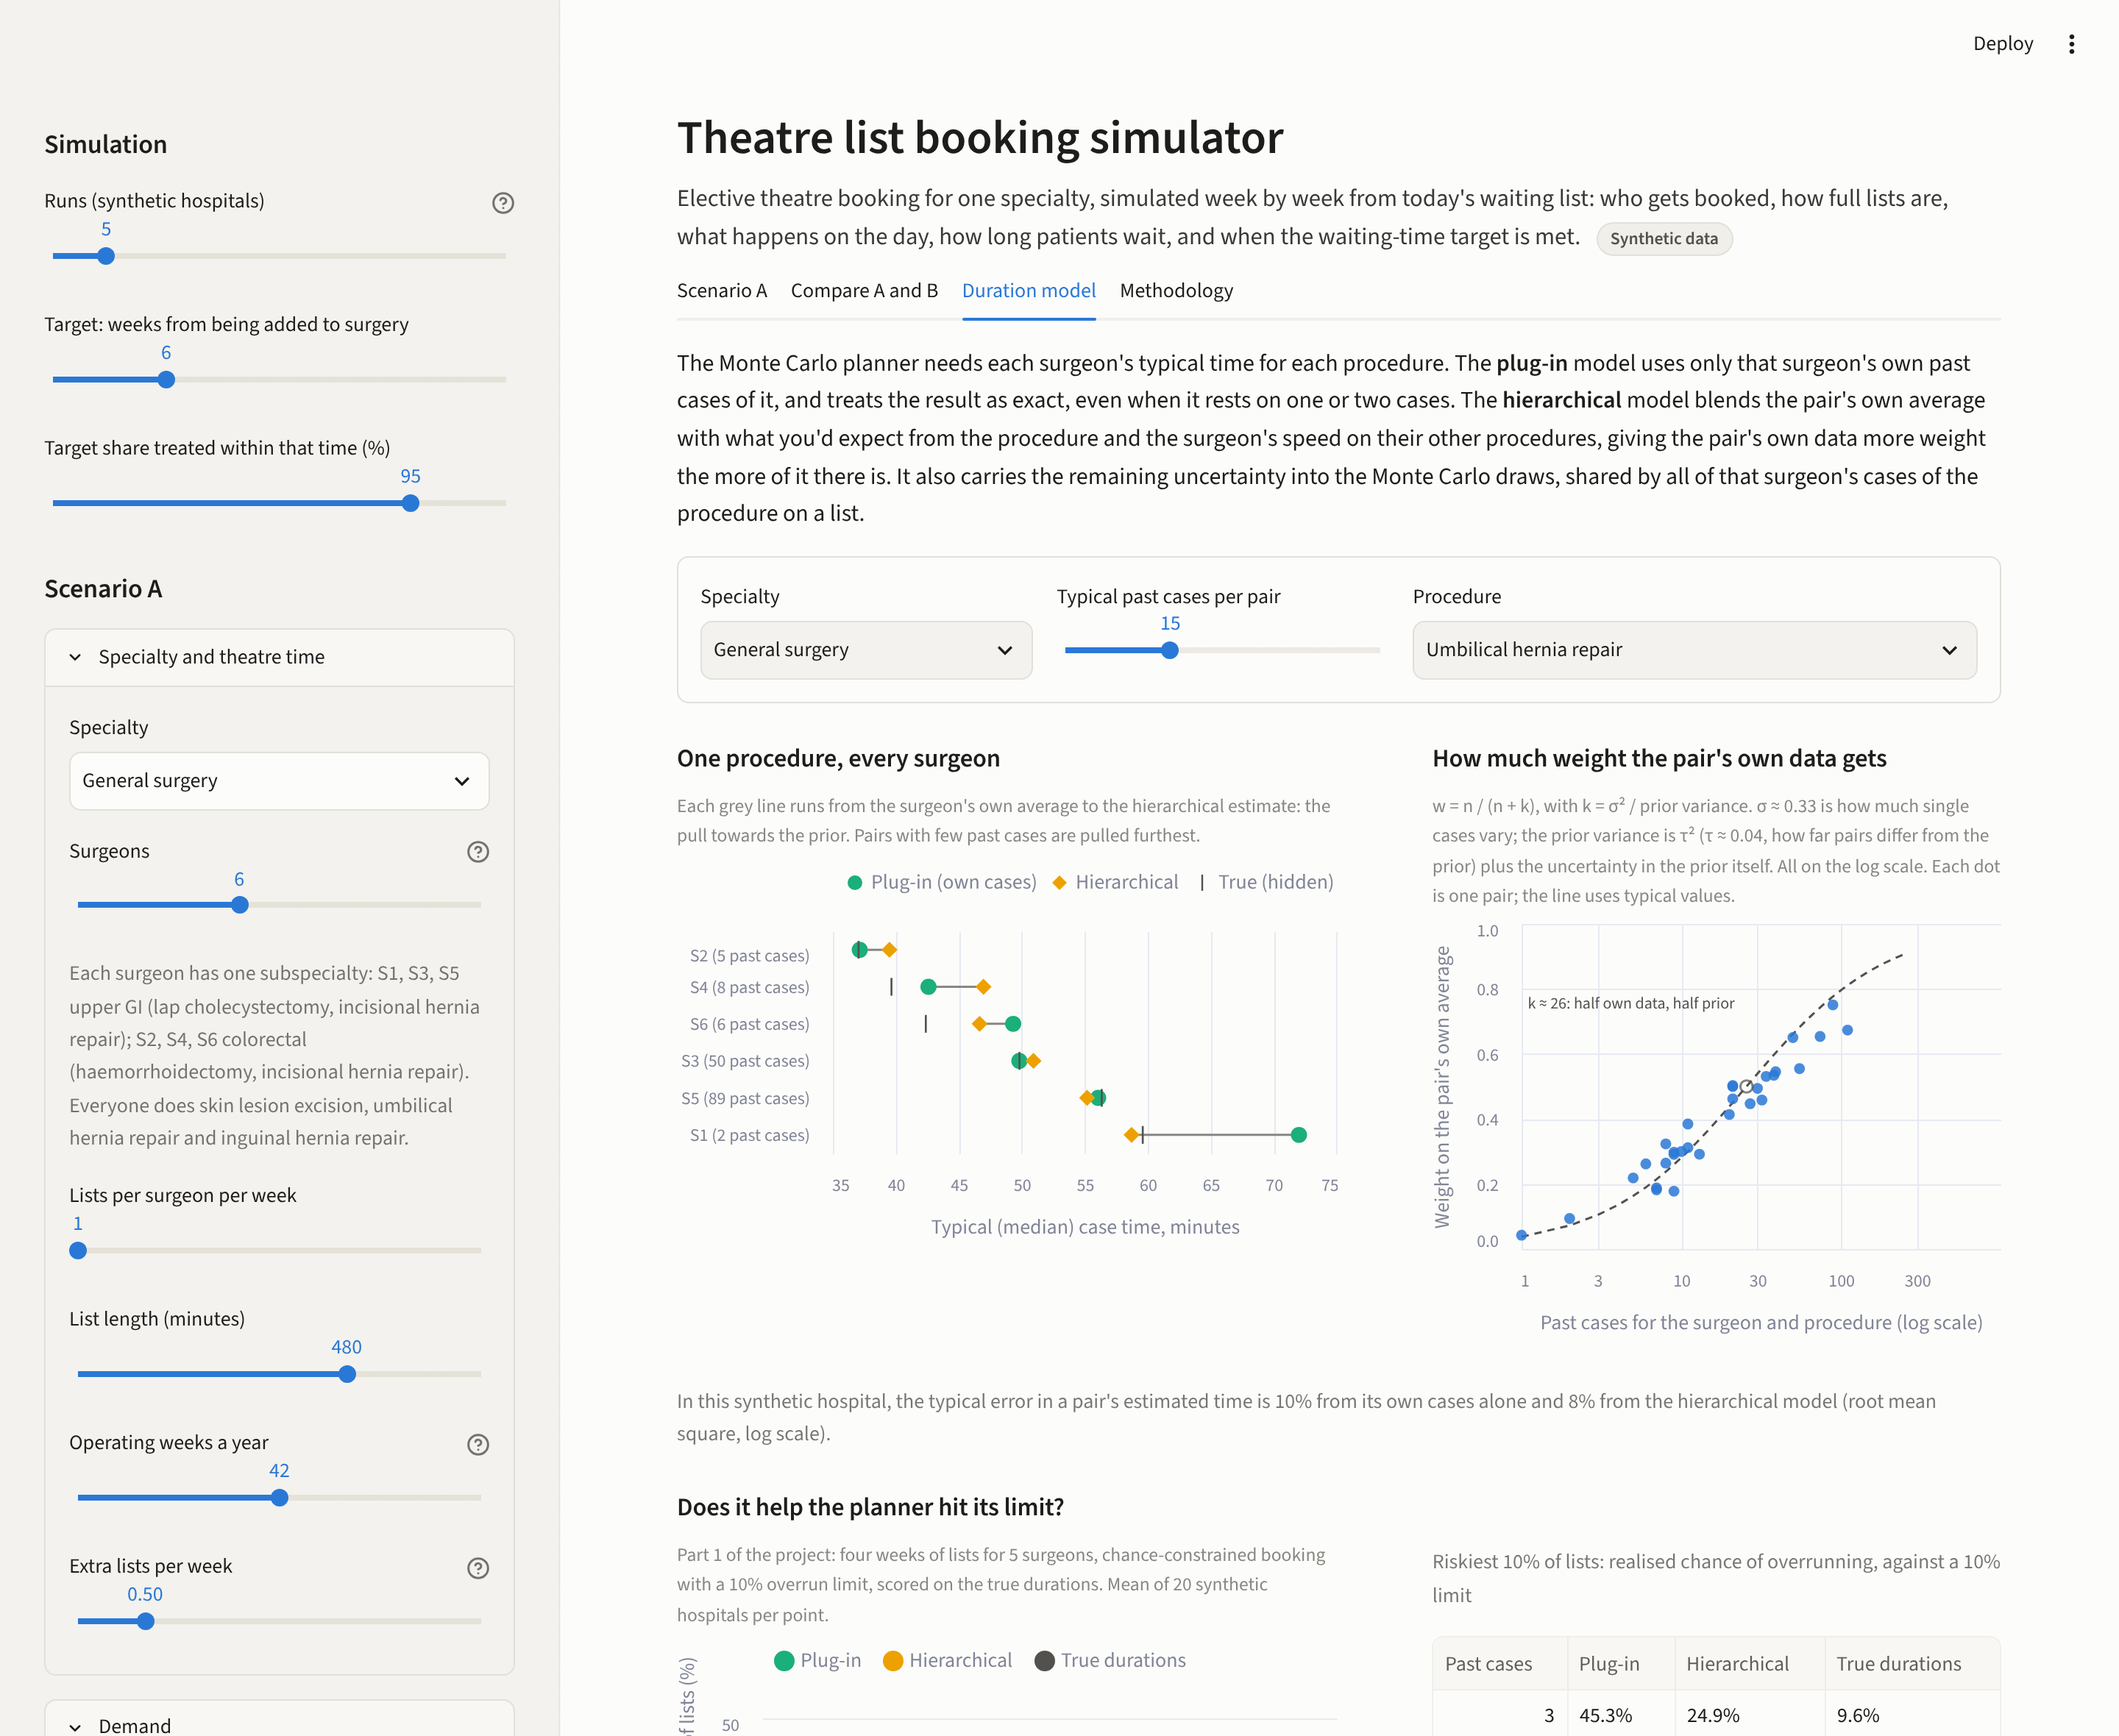 Deploy
Simulation
Runs (synthetic hospitals)
5
Target: weeks from being added to surgery
6
Target share treated within that time (%)
95
Scenario A
Specialty and theatre time
Specialty
General surgery
Surgeons
6
Each surgeon has one subspecialty: S1, S3, S5
upper GI (lap cholecystectomy, incisional hernia
repair); S2, S4, S6 colorectal
(haemorrhoidectomy, incisional hernia repair).
Everyone does skin lesion excision, umbilical
hernia repair and inguinal hernia repair.
Lists per surgeon per week
1
List length (minutes)
480
Operating weeks a year
42
Extra lists per week
0.50
Demand
Theatre list booking simulator
Elective theatre booking for one specialty, simulated week by week from today's waiting list: who gets booked, how full lists are,
what happens on the day, how long patients wait, and when the waiting-time target is met. Synthetic data
Scenario A Compare A and B Duration model Methodology
The Monte Carlo planner needs each surgeon's typical time for each procedure. The plug-in model uses only that surgeon's own past
cases of it, and treats the result as exact, even when it rests on one or two cases. The hierarchical model blends the pair's own average
with what you'd expect from the procedure and the surgeon's speed on their other procedures, giving the pair's own data more weight
the more of it there is. It also carries the remaining uncertainty into the Monte Carlo draws, shared by all of that surgeon's cases of the
procedure on a list.
Specialty
General surgery
Typical past cases per pair
15
Procedure
Umbilical hernia repair
One procedure, every surgeon
Each grey line runs from the surgeon's own average to the hierarchical estimate: the
pull towards the prior. Pairs with few past cases are pulled furthest.
Plug-in (own cases) Hierarchical True (hidden)
S2 (5 past cases)
S4 (8 past cases)
S6 (6 past cases)
S3 (50 past cases)
S5 (89 past cases)
S1 (2 past cases)
35 40 45 50 55 60 65 70 75
Typical (median) case time, minutes
How much weight the pair's own data gets
w = n / (n + k), with k = σ² / prior variance. σ ≈ 0.33 is how much single
cases vary; the prior variance is τ² (τ ≈ 0.04, how far pairs differ from the
prior) plus the uncertainty in the prior itself. All on the log scale. Each dot
is one pair; the line uses typical values.
Weight on the pair's own average
1.0
0.8
0.6
0.4
0.2
0.0
k ≈ 26: half own data, half prior
1 3 10 30 100 300
Past cases for the surgeon and procedure (log scale)
In this synthetic hospital, the typical error in a pair's estimated time is 10% from its own cases alone and 8% from the hierarchical model (root mean
square, log scale).
Does it help the planner hit its limit?
Part 1 of the project: four weeks of lists for 5 surgeons, chance-constrained booking
with a 10% overrun limit, scored on the true durations. Mean of 20 synthetic
hospitals per point.
Plug-in Hierarchical True durations
of lists (%)
50
Riskiest 10% of lists: realised chance of overrunning, against a 10%
limit
Past cases Plug-in Hierarchical True durations
3 45.3% 24.9% 9.6%